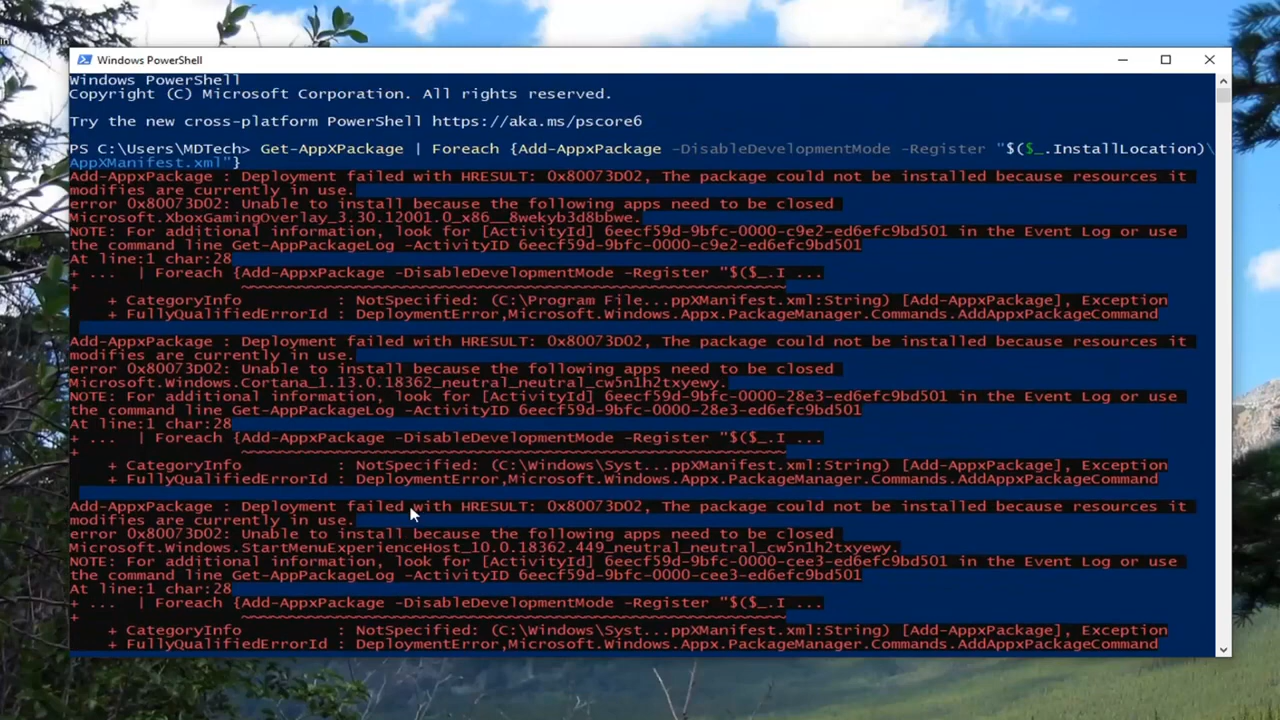 Windows PowerShell
Windows PowerShell
Copyright (C) Microsoft Corporation. All rights reserved.
Try the new cross-platform PowerShell https://aka.ms/pscore6
PS C:\Users\MDTech> Get-AppXPackage | Foreach {Add-AppxPackage -DisableDevelopmentMode -Register "$($_.InstallLocation)\
AppXManifest.xml"}
Add-AppxPackage : Deployment failed with HRESULT: 0x80073D02, The package could not be installed because resources it
modifies are currently in use.
error 0x80073D02: Unable to install because the following apps need to be closed
Microsoft.XboxGamingOverlay_3.30.12001.0_x86__8wekyb3d8bbwe.
NOTE: For additional information, look for [ActivityId] 6eecf59d-9bfc-0000-c9e2-ed6efc9bd501 in the Event Log or use
the command line Get-AppPackageLog -ActivityID 6eecf59d-9bfc-0000-c9e2-ed6efc9bd501
At line:1 char:28
+ ... | Foreach {Add-AppxPackage -DisableDevelopmentMode -Register "$($_.I ...
+ ~~~~~~~~~~~~~~~~~~~~~~~~~~~~~~~~~~~~~~~~~~~~~~~~~~~~~~~~~~~~~
+ CategoryInfo : NotSpecified: (C:\Program File...ppXManifest.xml:String) [Add-AppxPackage], Exception
+ FullyQualifiedErrorId : DeploymentError,Microsoft.Windows.Appx.PackageManager.Commands.AddAppxPackageCommand
Add-AppxPackage : Deployment failed with HRESULT: 0x80073D02, The package could not be installed because resources it
modifies are currently in use.
error 0x80073D02: Unable to install because the following apps need to be closed
Microsoft.Windows.Cortana_1.13.0.18362_neutral_neutral_cw5n1h2txyewy.
NOTE: For additional information, look for [ActivityId] 6eecf59d-9bfc-0000-28e3-ed6efc9bd501 in the Event Log or use
the command line Get-AppPackageLog -ActivityID 6eecf59d-9bfc-0000-28e3-ed6efc9bd501
At line:1 char:28
+ ... | Foreach {Add-AppxPackage -DisableDevelopmentMode -Register "$($_.I ...
+ ~~~~~~~~~~~~~~~~~~~~~~~~~~~~~~~~~~~~~~~~~~~~~~~~~~~~~~~~~~~~~
+ CategoryInfo : NotSpecified: (C:\Windows\Syst...ppXManifest.xml:String) [Add-AppxPackage], Exception
+ FullyQualifiedErrorId : DeploymentError,Microsoft.Windows.Appx.PackageManager.Commands.AddAppxPackageCommand
Add-AppxPackage : Deployment failed with HRESULT: 0x80073D02, The package could not be installed because resources it
modifies are currently in use.
error 0x80073D02: Unable to install because the following apps need to be closed
Microsoft.Windows.StartMenuExperienceHost_10.0.18362.449_neutral_neutral_cw5n1h2txyewy.
NOTE: For additional information, look for [ActivityId] 6eecf59d-9bfc-0000-cee3-ed6efc9bd501 in the Event Log or use
the command line Get-AppPackageLog -ActivityID 6eecf59d-9bfc-0000-cee3-ed6efc9bd501
At line:1 char:28
+ ... | Foreach {Add-AppxPackage -DisableDevelopmentMode -Register "$($_.I ...
+ ~~~~~~~~~~~~~~~~~~~~~~~~~~~~~~~~~~~~~~~~~~~~~~~~~~~~~~~~~~~~~
+ CategoryInfo : NotSpecified: (C:\Windows\Syst...ppXManifest.xml:String) [Add-AppxPackage], Exception
+ FullyQualifiedErrorId : DeploymentError,Microsoft.Windows.Appx.PackageManager.Commands.AddAppxPackageCommand